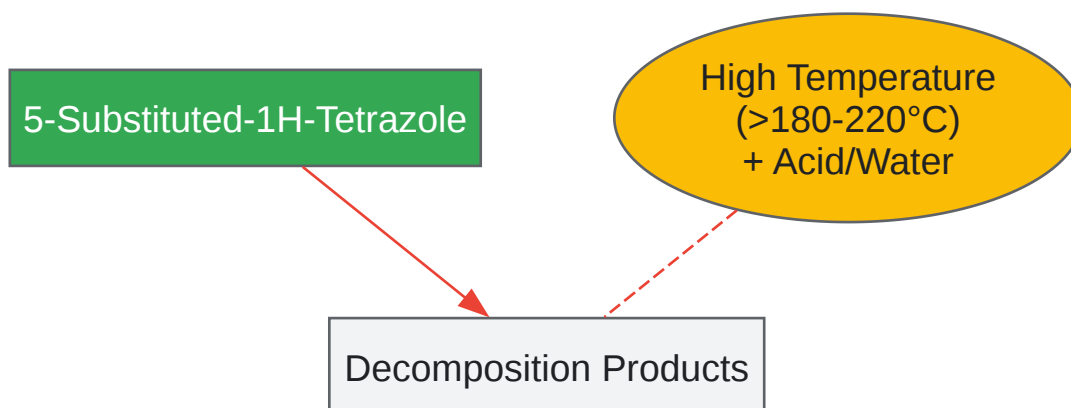 5-Substituted-1H-Tetrazole
High Temperature
(>180-220°C)
+ Acid/Water
Decomposition Products